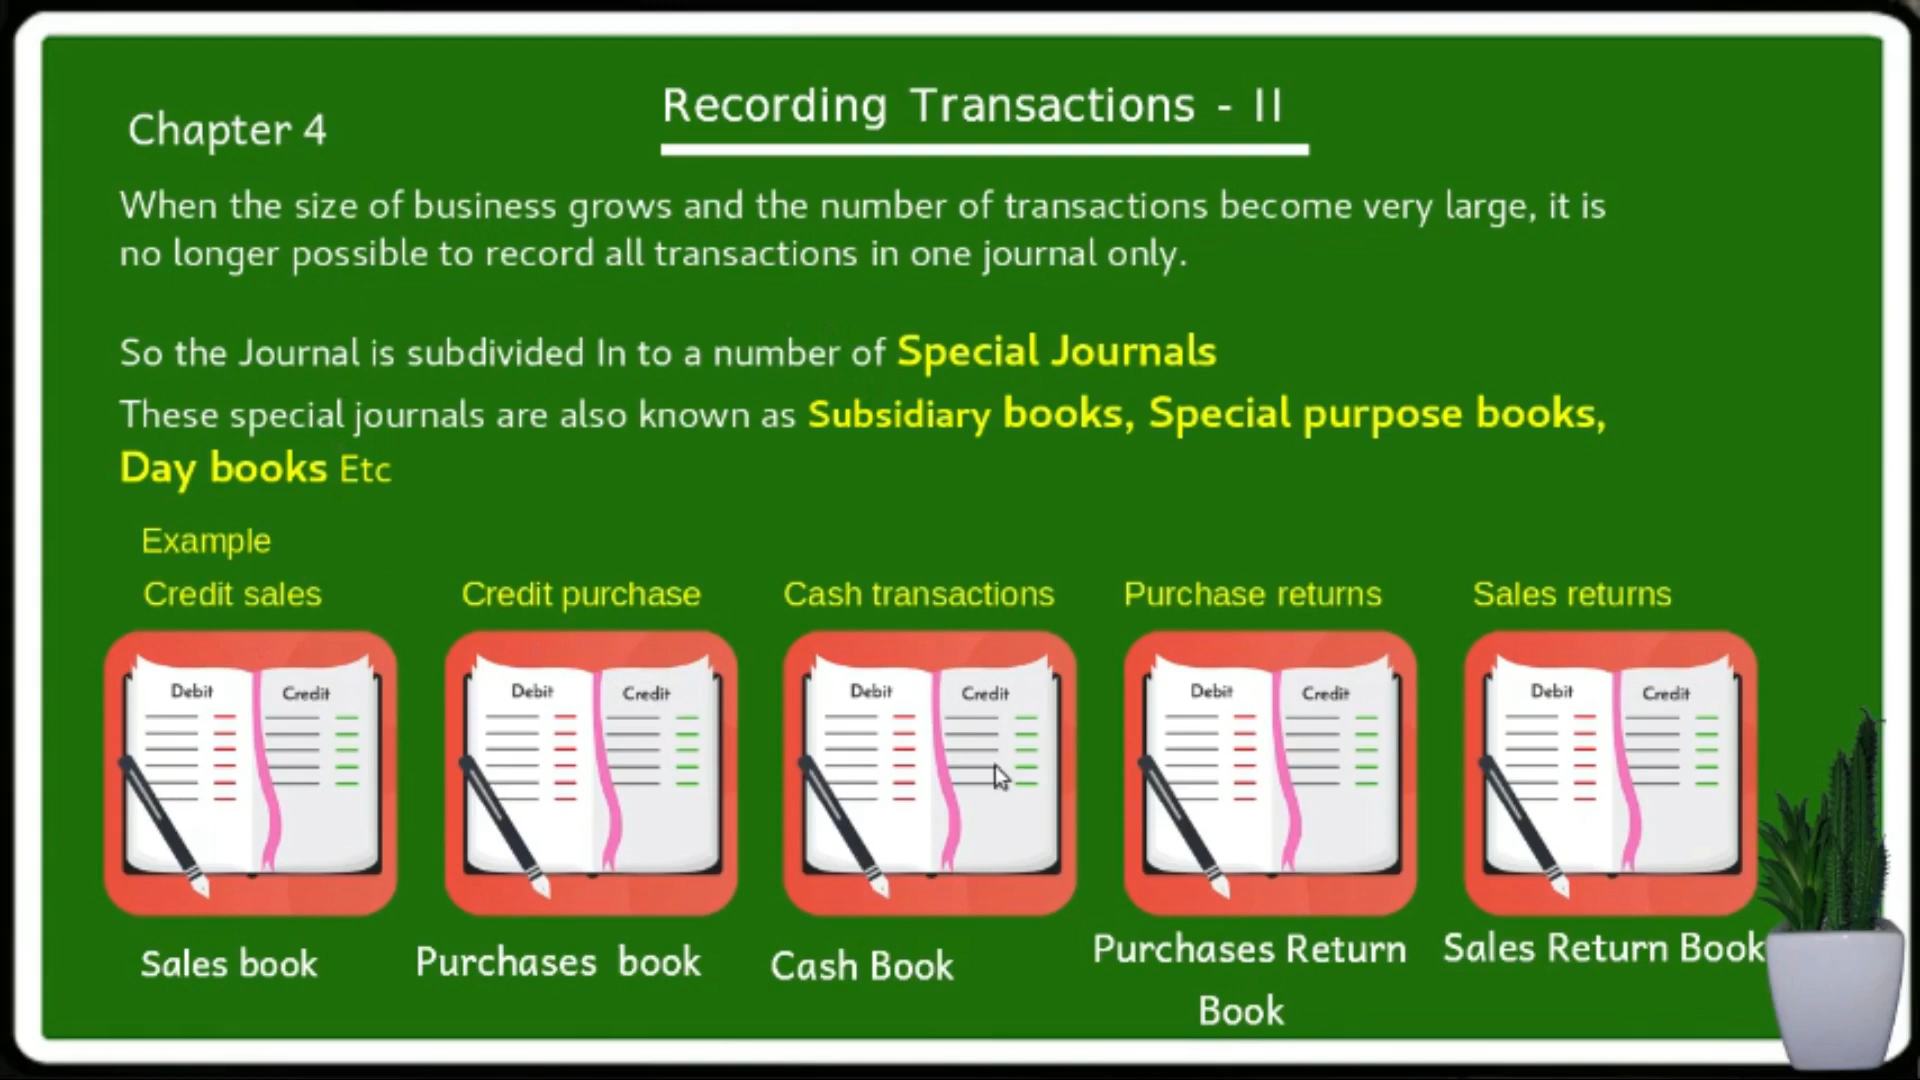 Chapter 4
Recording Transactions - II
When the size of business grows and the number of transactions become very large, it is
no longer possible to record all transactions in one journal only.
So the Journal is subdivided In to a number of Special Journals
These special journals are also known as Subsidiary books, Special purpose books,
Day books Etc
Example
Credit sales
Credit purchase
Cash transactions
Purchase returns
Sales returns
Debit Credit
Debit Credit
Debit Credit
Debit Credit
Debit Credit
Sales book
Purchases book
Cash Book
Purchases Return
Book
Sales Return Book